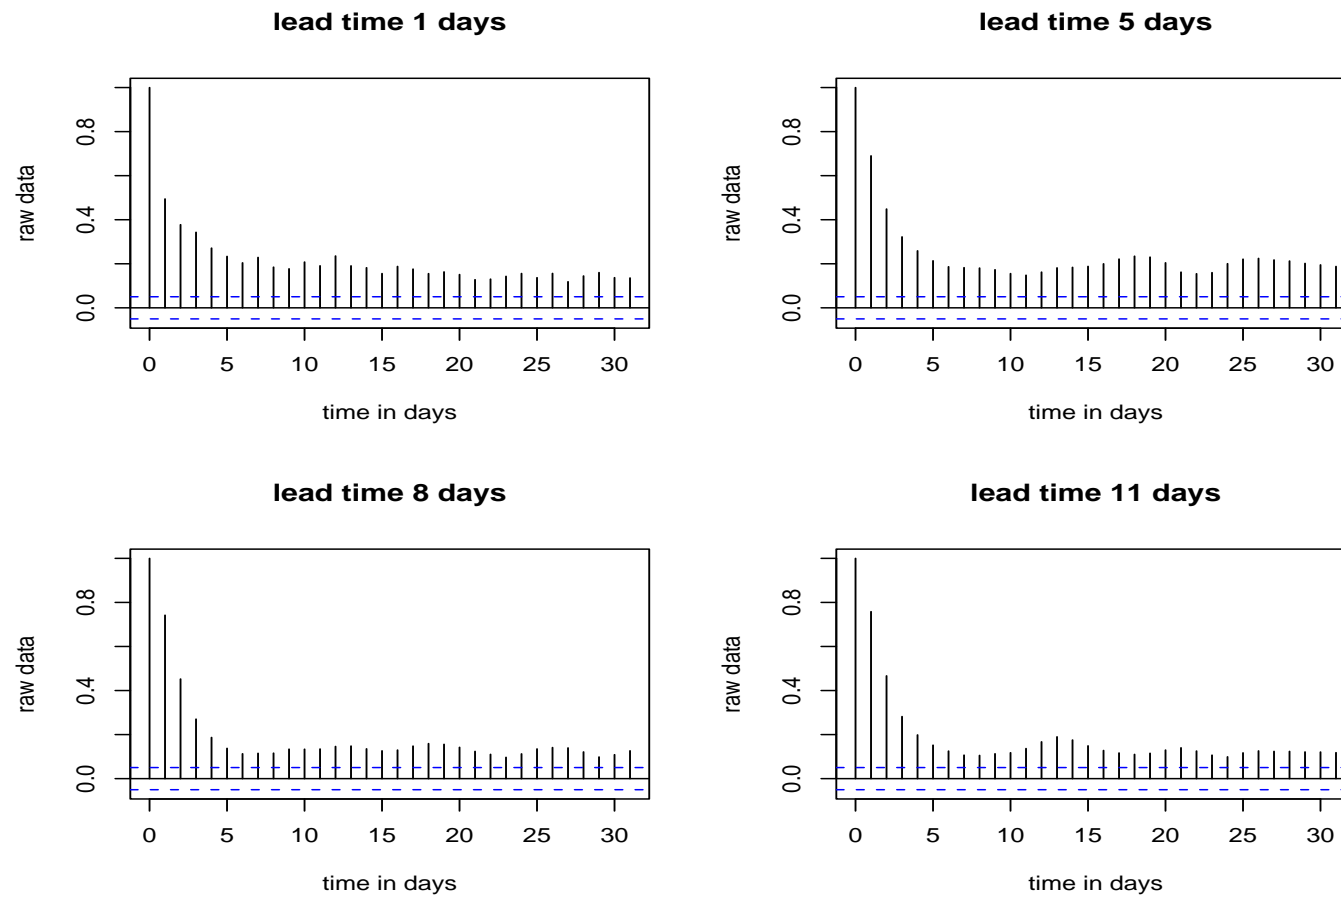 lead time 1 days
raw data
0.0 0.4 0.8
0 5 10 15 20 25 30
time in days
lead time 5 days
raw data
0.0 0.4 0.8
0 5 10 15 20 25 30
time in days
lead time 8 days
raw data
0.0 0.4 0.8
0 5 10 15 20 25 30
time in days
lead time 11 days
raw data
0.0 0.4 0.8
0 5 10 15 20 25 30
time in days